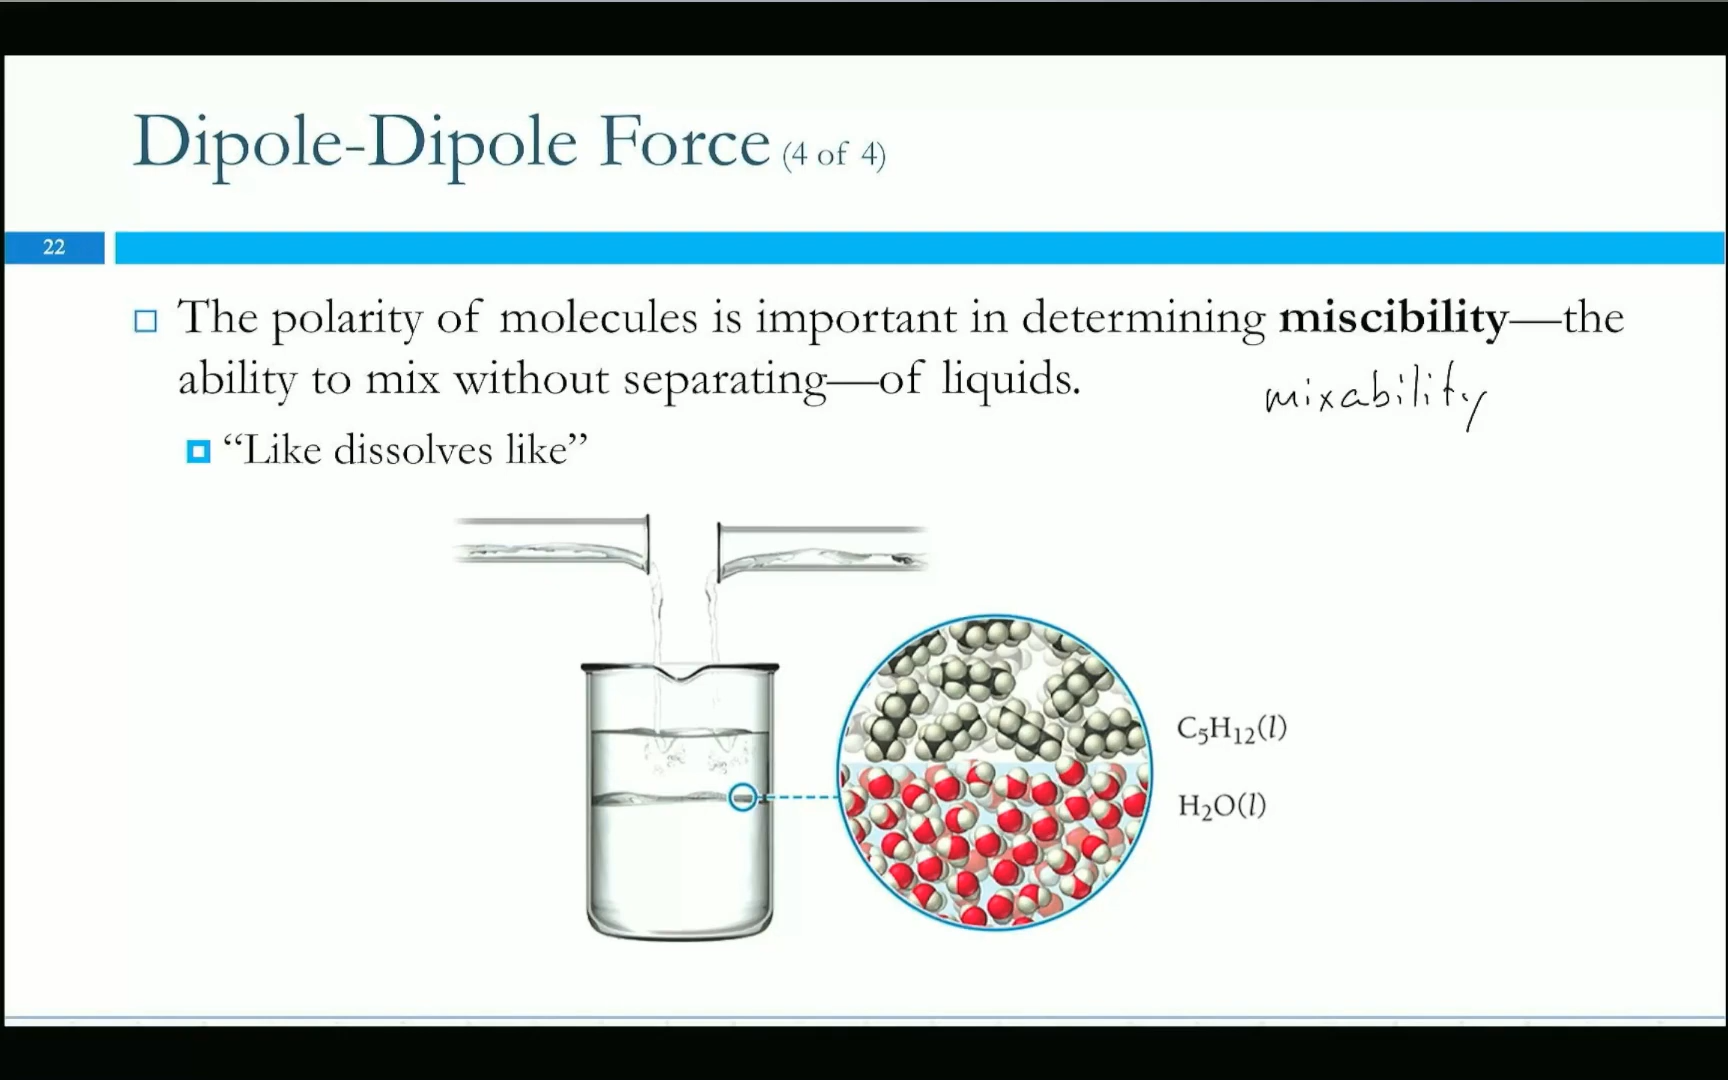 Dipole-Dipole Force (4 of 4)
22
The polarity of molecules is important in determining miscibility—the
ability to mix without separating—of liquids.
mixability
“Like dissolves like”
C₅H₁₂(l)
H₂O(l)